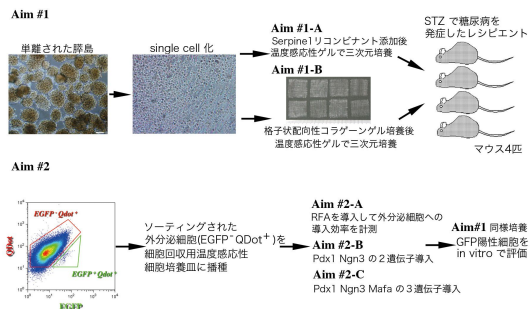 Aim #1
単離された膵島
single cell 化
Aim #1-A
Serpine1リコンビナント添加後
温度感応性ゲルで三次元培養
Aim #1-B
格子状配向性コラーゲンゲル培養後
温度感応性ゲルで三次元培養
STZ で糖尿病を
発症したレシピエント
マウス4匹
Aim #2
QDot
10⁴
10³
10²
10¹
10⁰
EGFP⁻Qdot⁺
EGFP⁺Qdot⁺
10⁰ 10¹ 10² 10³ 10⁴
EGFP
ソーティングされた
外分泌細胞(EGFP⁻Qdot⁺)を
細胞回収用温度感応性
細胞培養皿に播種
Aim #2-A
RFAを導入して外分泌細胞への
導入効率を計測
Aim #2-B
Pdx1 Ngn3 の2遺伝子導入
Aim #2-C
Pdx1 Ngn3 Mafa の3遺伝子導入
Aim#1 同様培養
GFP陽性細胞を
in vitro で評価